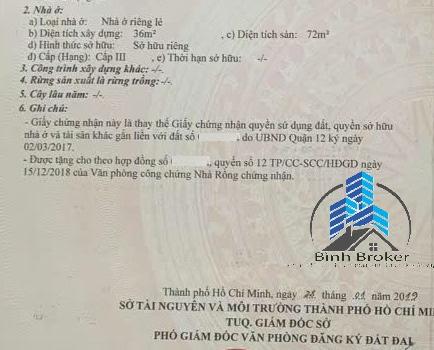 2. Nhà ở:
a) Loại nhà ở: Nhà ở riêng lẻ
b) Diện tích xây dựng: 36m² , c) Diện tích sàn: 72m²
d) Hình thức sở hữu: Sở hữu riêng
đ) Cấp (Hạng): Cấp III , e) Thời hạn sở hữu: -/-
3. Công trình xây dựng khác: -/-.
4. Rừng sản xuất là rừng trồng: -/-.
5. Cây lâu năm: -/-.
6. Ghi chú:
- Giấy chứng nhận này là thay thế Giấy chứng nhận quyền sử dụng đất, quyền sở hữu
nhà ở và tài sản khác gắn liền với đất số , do UBND Quận 12 ký ngày
02/03/2017.
- Được tặng cho theo hợp đồng số , quyển số 12 TP/CC-SCC/HĐGD ngày
15/12/2018 của Văn phòng công chứng Nhà Rồng chứng nhận.
Bình Broker
Thành phố Hồ Chí Minh, ngày 21 tháng 01 năm 2019
SỞ TÀI NGUYÊN VÀ MÔI TRƯỜNG THÀNH PHỐ HỒ CHÍ MI
TUQ. GIÁM ĐỐC SỞ
PHÓ GIÁM ĐỐC VĂN PHÒNG ĐĂNG KÝ ĐẤT ĐAI